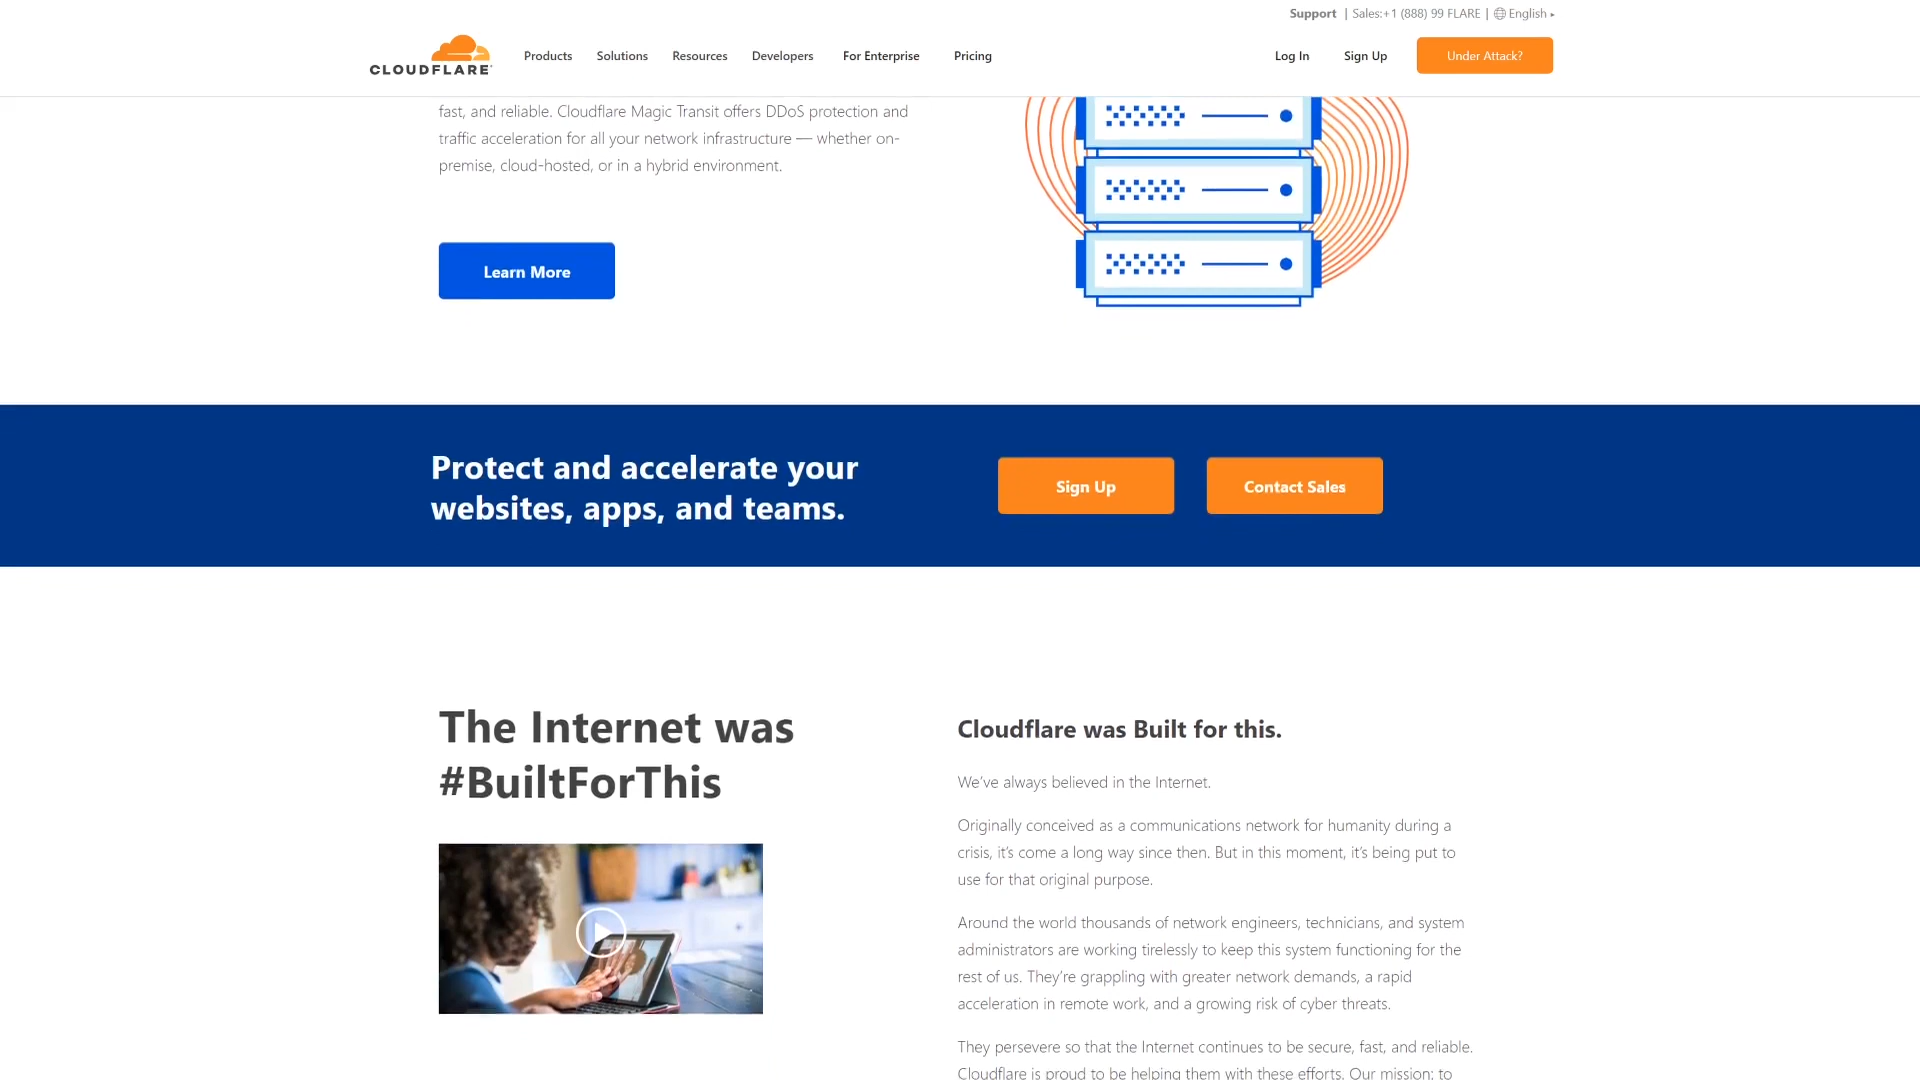 Support | Sales:+1 (888) 99 FLARE | English ▸
CLOUDFLARE
Products Solutions Resources Developers For Enterprise Pricing Log In Sign Up Under Attack?
fast, and reliable. Cloudflare Magic Transit offers DDoS protection and
traffic acceleration for all your network infrastructure — whether on-
premise, cloud-hosted, or in a hybrid environment.
Learn More
Protect and accelerate your
websites, apps, and teams.
Sign Up
Contact Sales
The Internet was
#BuiltForThis
Cloudflare was Built for this.
We’ve always believed in the Internet.
Originally conceived as a communications network for humanity during a
crisis, it’s come a long way since then. But in this moment, it’s being put to
use for that original purpose.
Around the world thousands of network engineers, technicians, and system
administrators are working tirelessly to keep this system functioning for the
rest of us. They’re grappling with greater network demands, a rapid
acceleration in remote work, and a growing risk of cyber threats.
They persevere so that the Internet continues to be secure, fast, and reliable.
Cloudflare is proud to be helping them with these efforts. Our mission: to